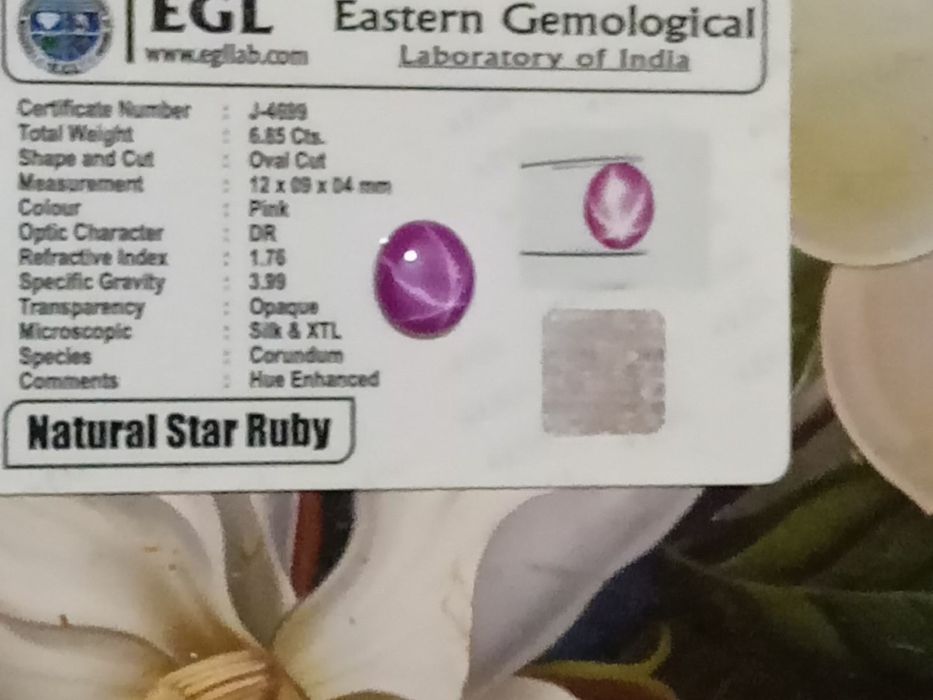 EGL
Eastern Gemological
www.egllab.com
Laboratory of India
Certificate Number : J-4699
Total Weight : 6.85 Cts.
Shape and Cut : Oval Cut
Measurement : 12 x 09 x 04 mm
Colour : Pink
Optic Character : DR
Refractive Index : 1.76
Specific Gravity : 3.99
Transparency : Opaque
Microscopic : Silk & XTL
Species : Corundum
Comments : Hue Enhanced
Natural Star Ruby